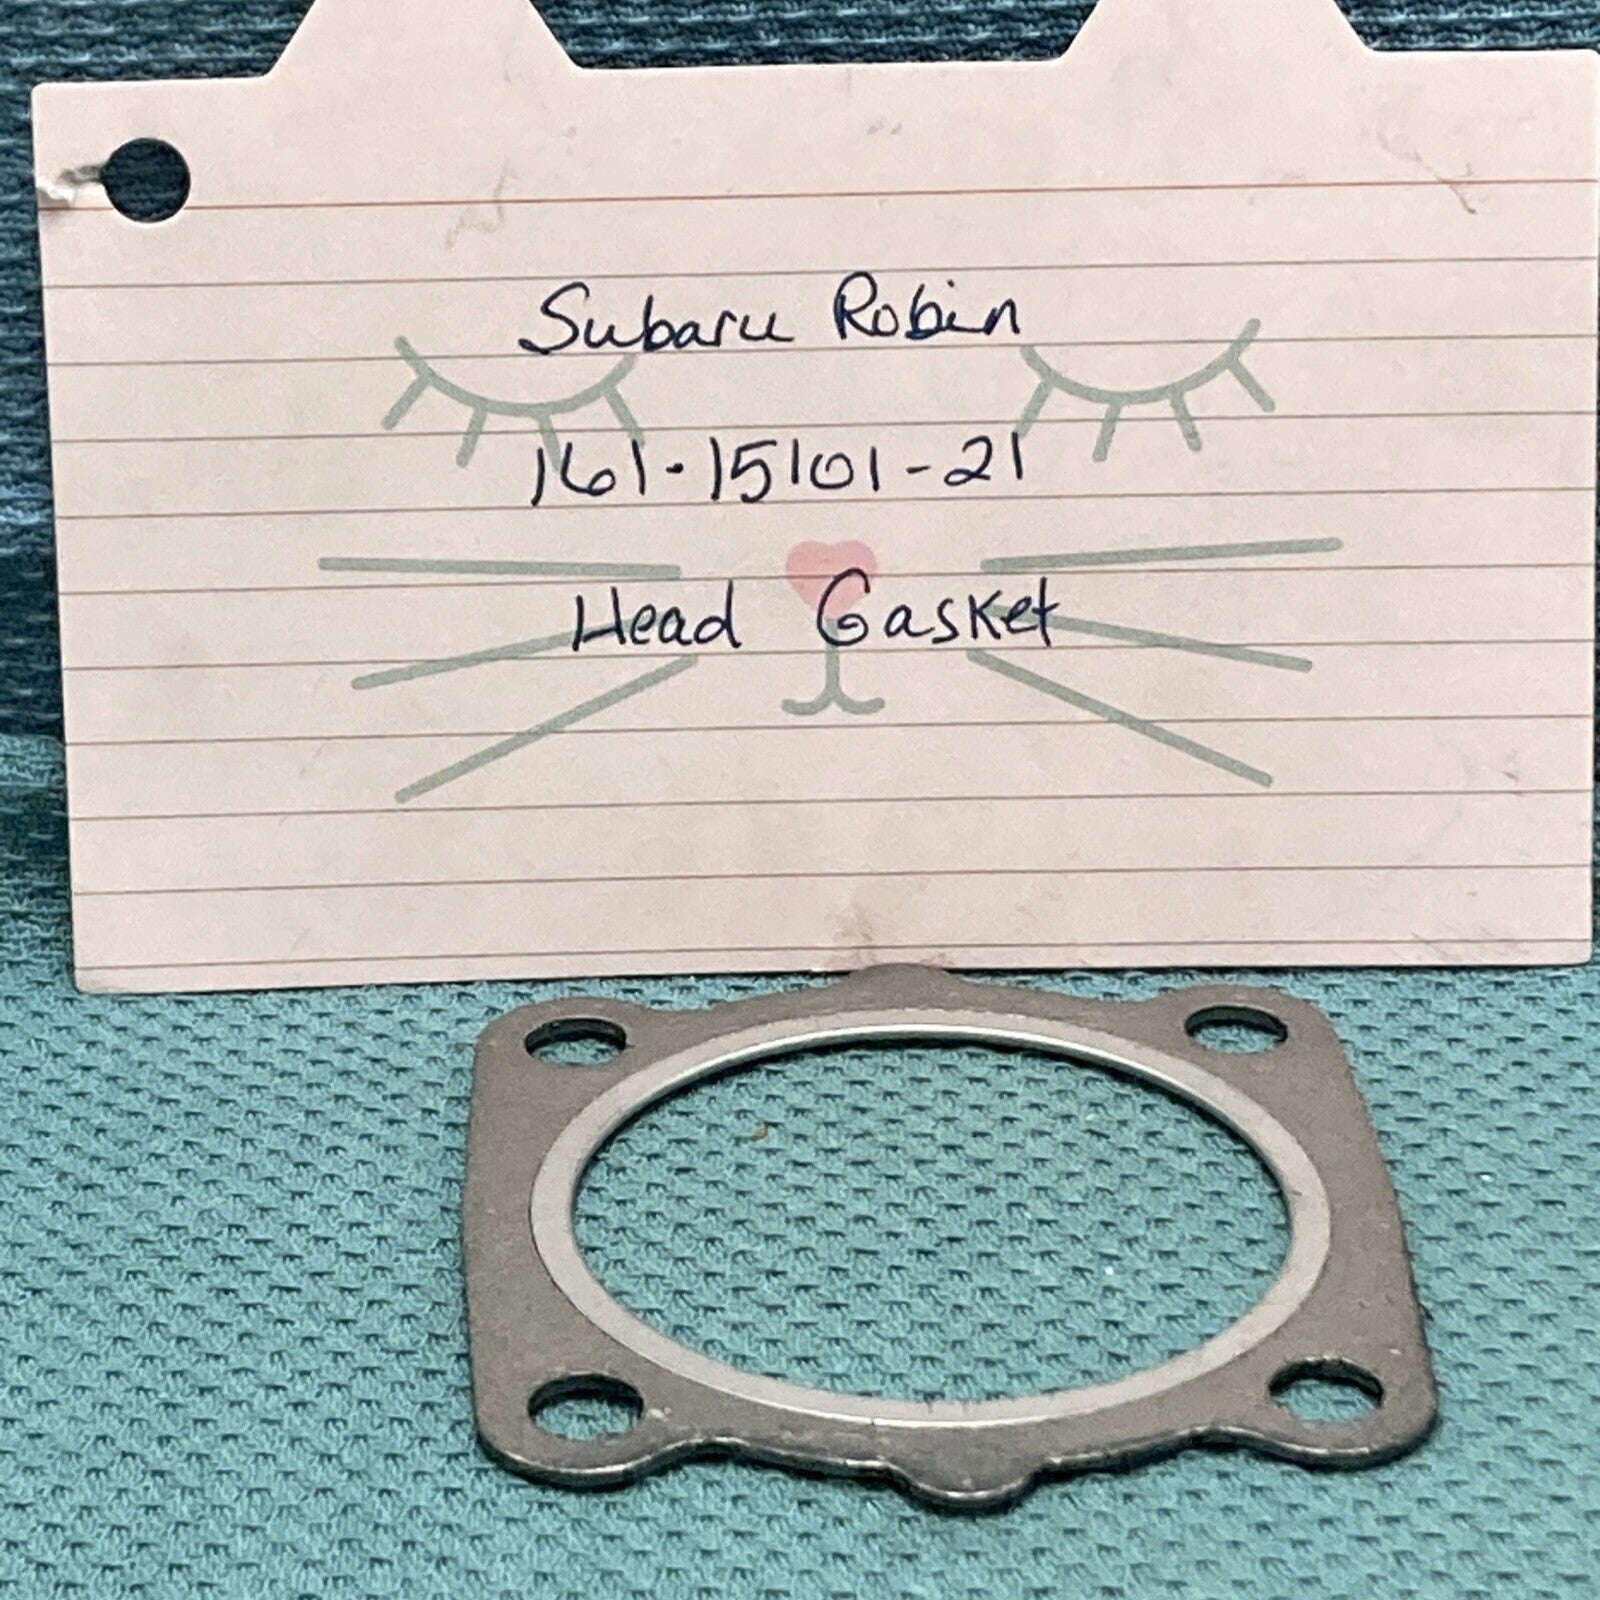 Subaru Robin
161-15101-21
Head Gasket